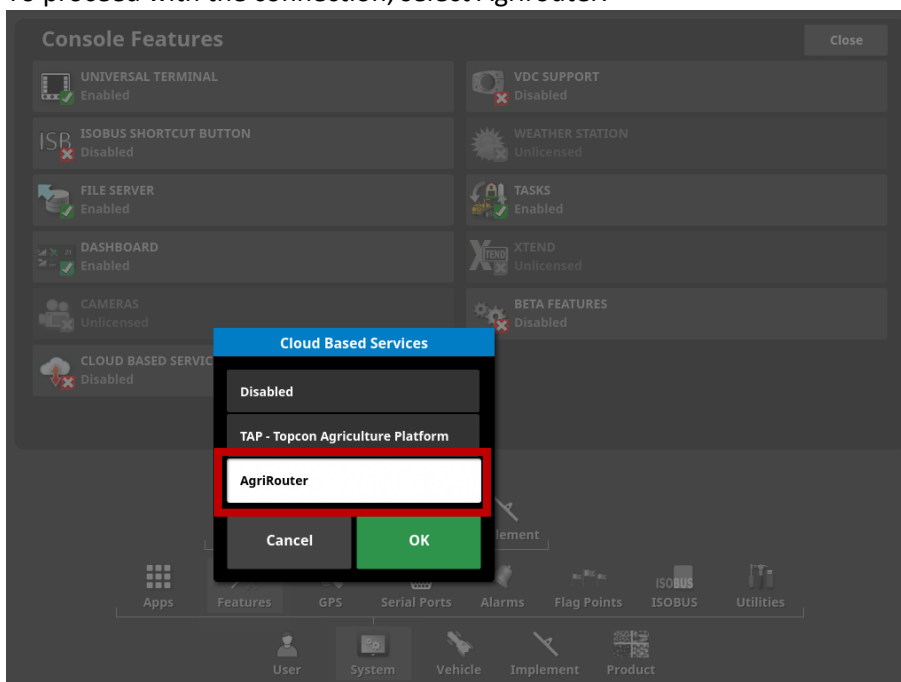 To proceed with the connection, select Agrirouter:
Console Features
Close
UNIVERSAL TERMINAL
Enabled
VDC SUPPORT
Disabled
ISB
ISOBUS SHORTCUT BUTTON
Disabled
WEATHER STATION
Unlicensed
FILE SERVER
Enabled
TASKS
Enabled
DASHBOARD
Enabled
XTEND
XTEND
Unlicensed
CAMERAS
Unlicensed
BETA FEATURES
Disabled
CLOUD BASED SERVIC
Disabled
Cloud Based Services
Disabled
TAP - Topcon Agriculture Platform
AgriRouter
Cancel
OK
lement
Apps
Features
GPS
Serial Ports
Alarms
Flag Points
ISOBUS
ISOBUS
Utilities
User
System
Vehicle
Implement
Product